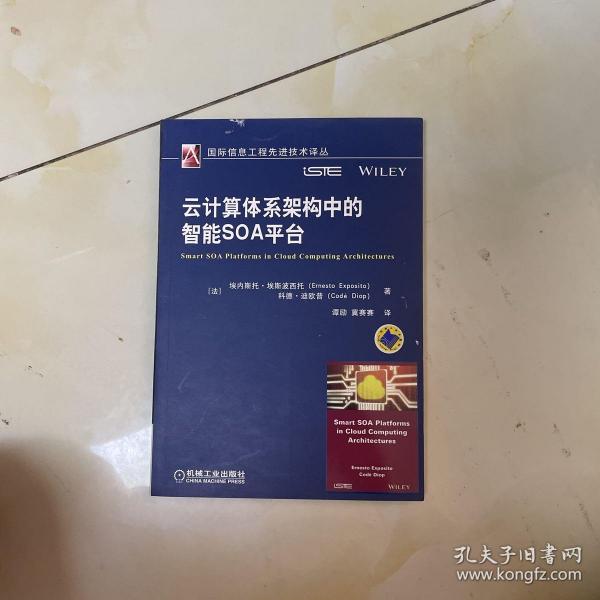 国际信息工程先进技术译丛
iSTE WILEY
云计算体系架构中的
智能SOA平台
Smart SOA Platforms in Cloud Computing Architectures
[法] 埃内斯托·埃斯波西托(Ernesto Exposito)
科德·迪欧普(Codé Diop) 著
谭励 冀赛赛 译
Smart SOA Platforms
in Cloud Computing
Architectures
Ernesto Exposito
Codé Diop
iSTE WILEY
机械工业出版社
CHINA MACHINE PRESS
孔夫子旧书网
www.kongfz.com